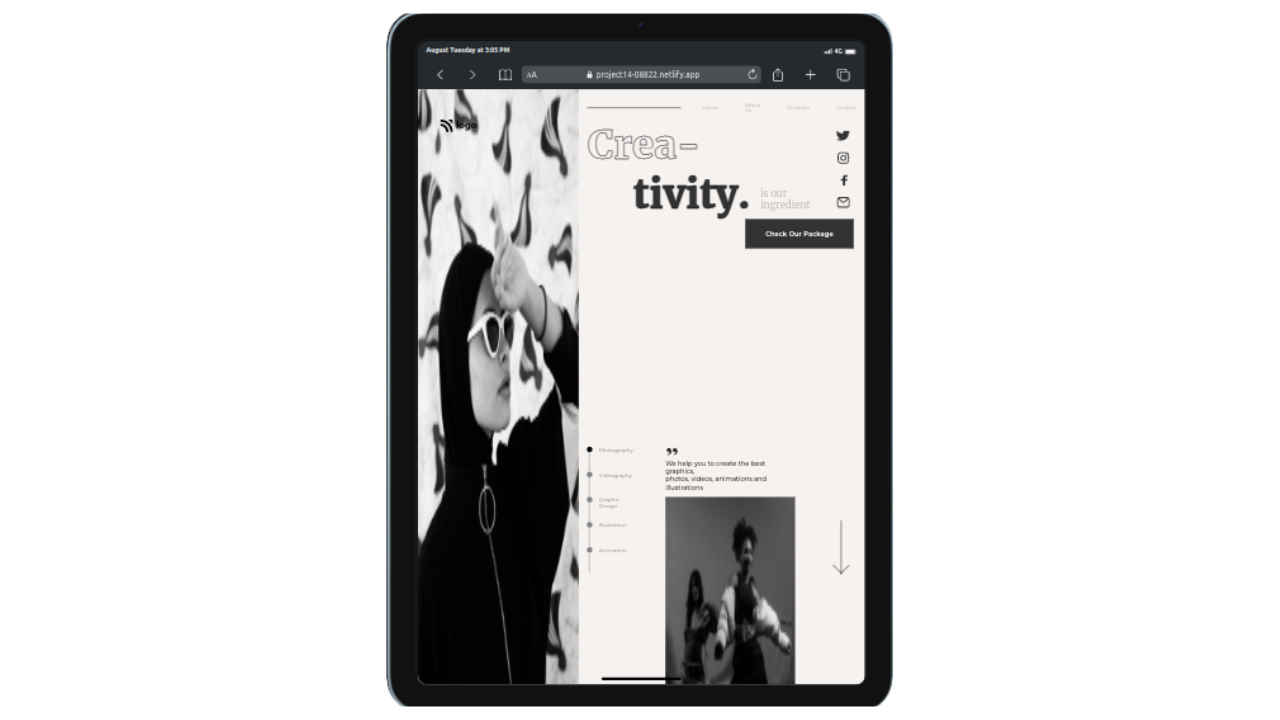 August Tuesday at 3:05 PM
4G
AA
project14-08822.netlify.app
logo
Home
About
Us
Portfolio
Contact
Crea-
tivity.
is our
ingredient
Check Our Package
Photography
Videography
Graphic
Design
Illustration
Animation
”
We help you to create the best
graphics,
photos, videos, animations and
illustrations